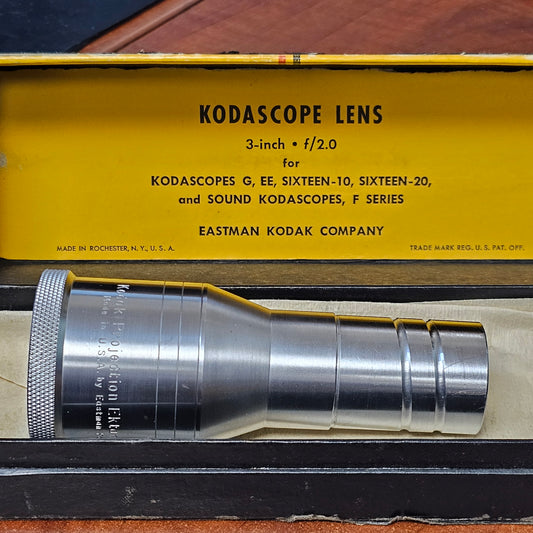 KODASCOPE LENS
3-inch • f/2.0
for
KODASCOPES G, EE, SIXTEEN-10, SIXTEEN-20,
and SOUND KODASCOPES, F SERIES
EASTMAN KODAK COMPANY
MADE IN ROCHESTER, N. Y., U. S. A.
TRADE MARK REG. U. S. PAT. OFF.
Kodak Projection Ekta
Made in U.S.A. by Eastman